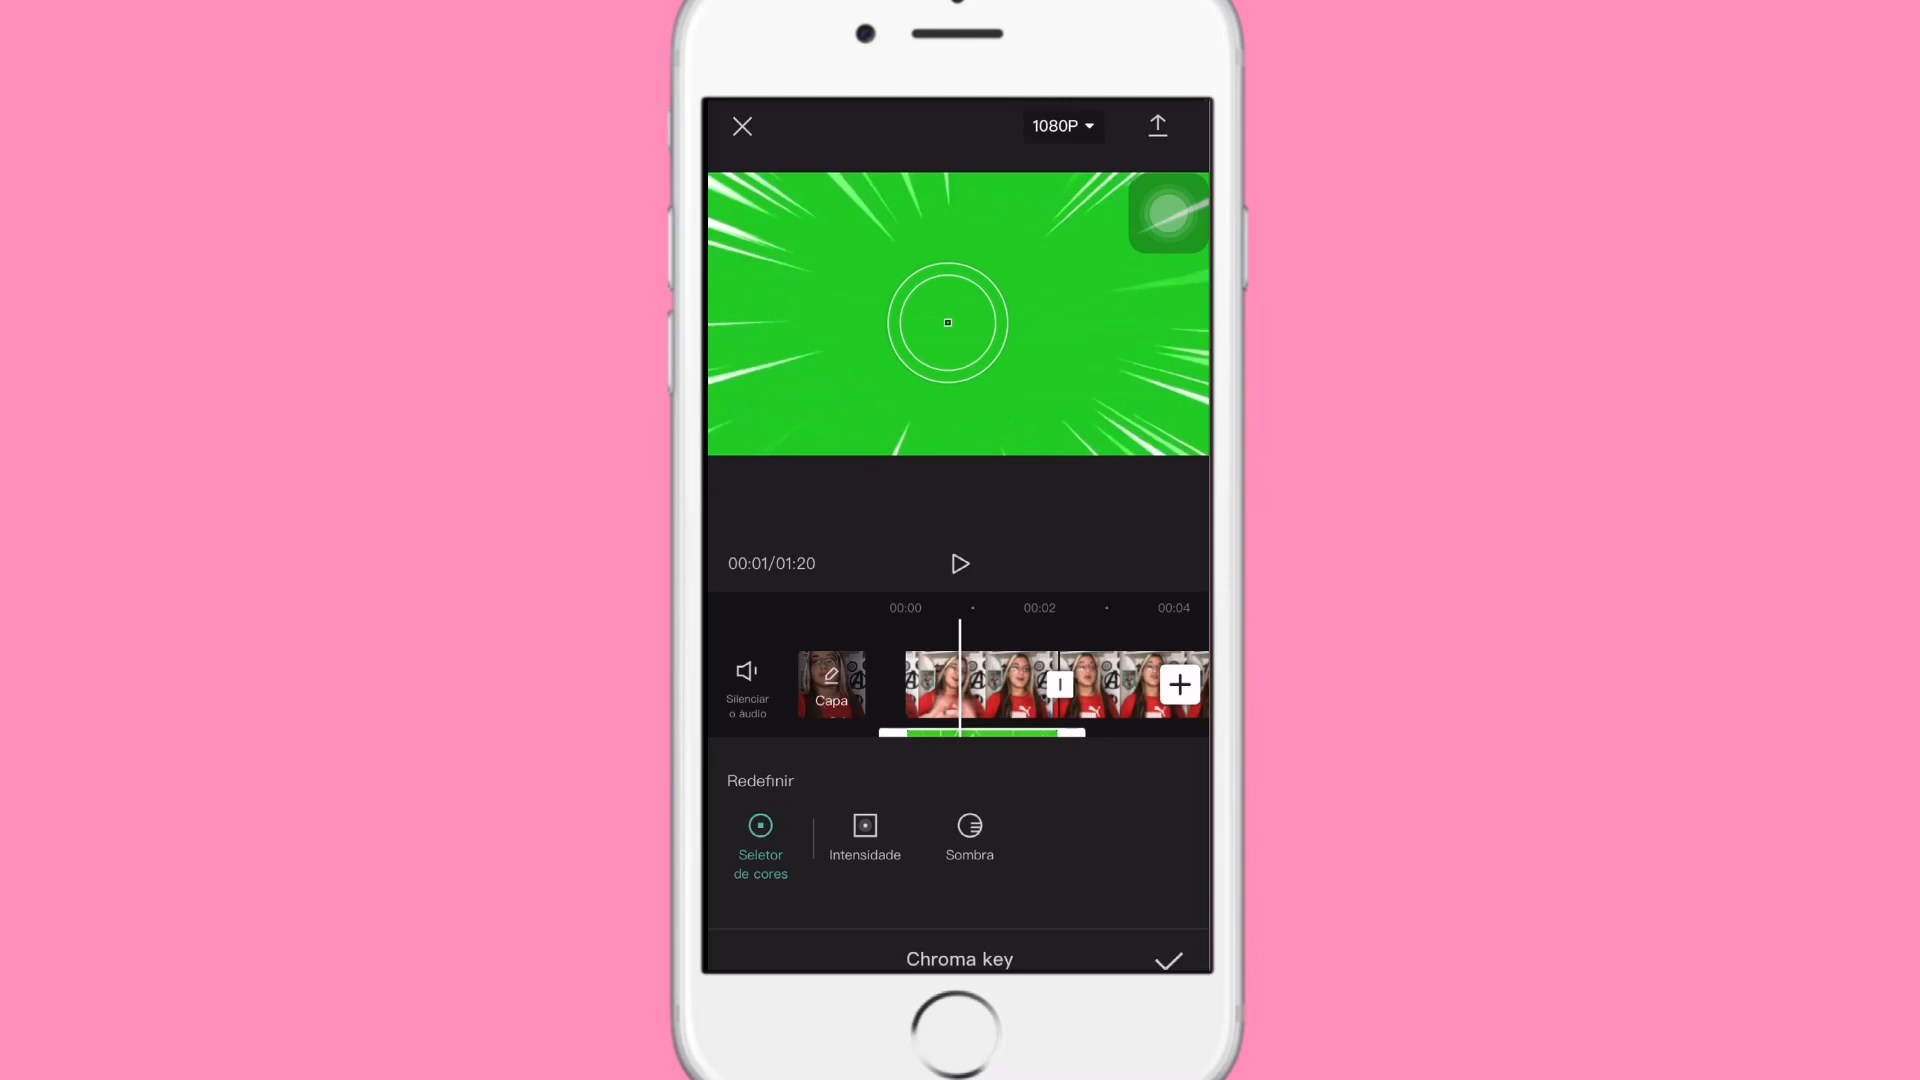 1080P
00:01/01:20
00:00
00:02
00:04
Silenciar
o áudio
Capa
Redefinir
Seletor
de cores
Intensidade
Sombra
Chroma key